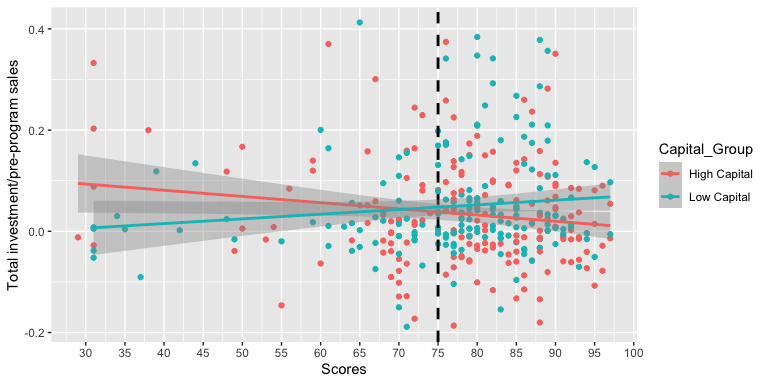 Total investment/pre-program sales
0.4
0.2
0.0
-0.2
30 35 40 45 50 55 60 65 70 75 80 85 90 95 100
Scores
Capital_Group
High Capital
Low Capital